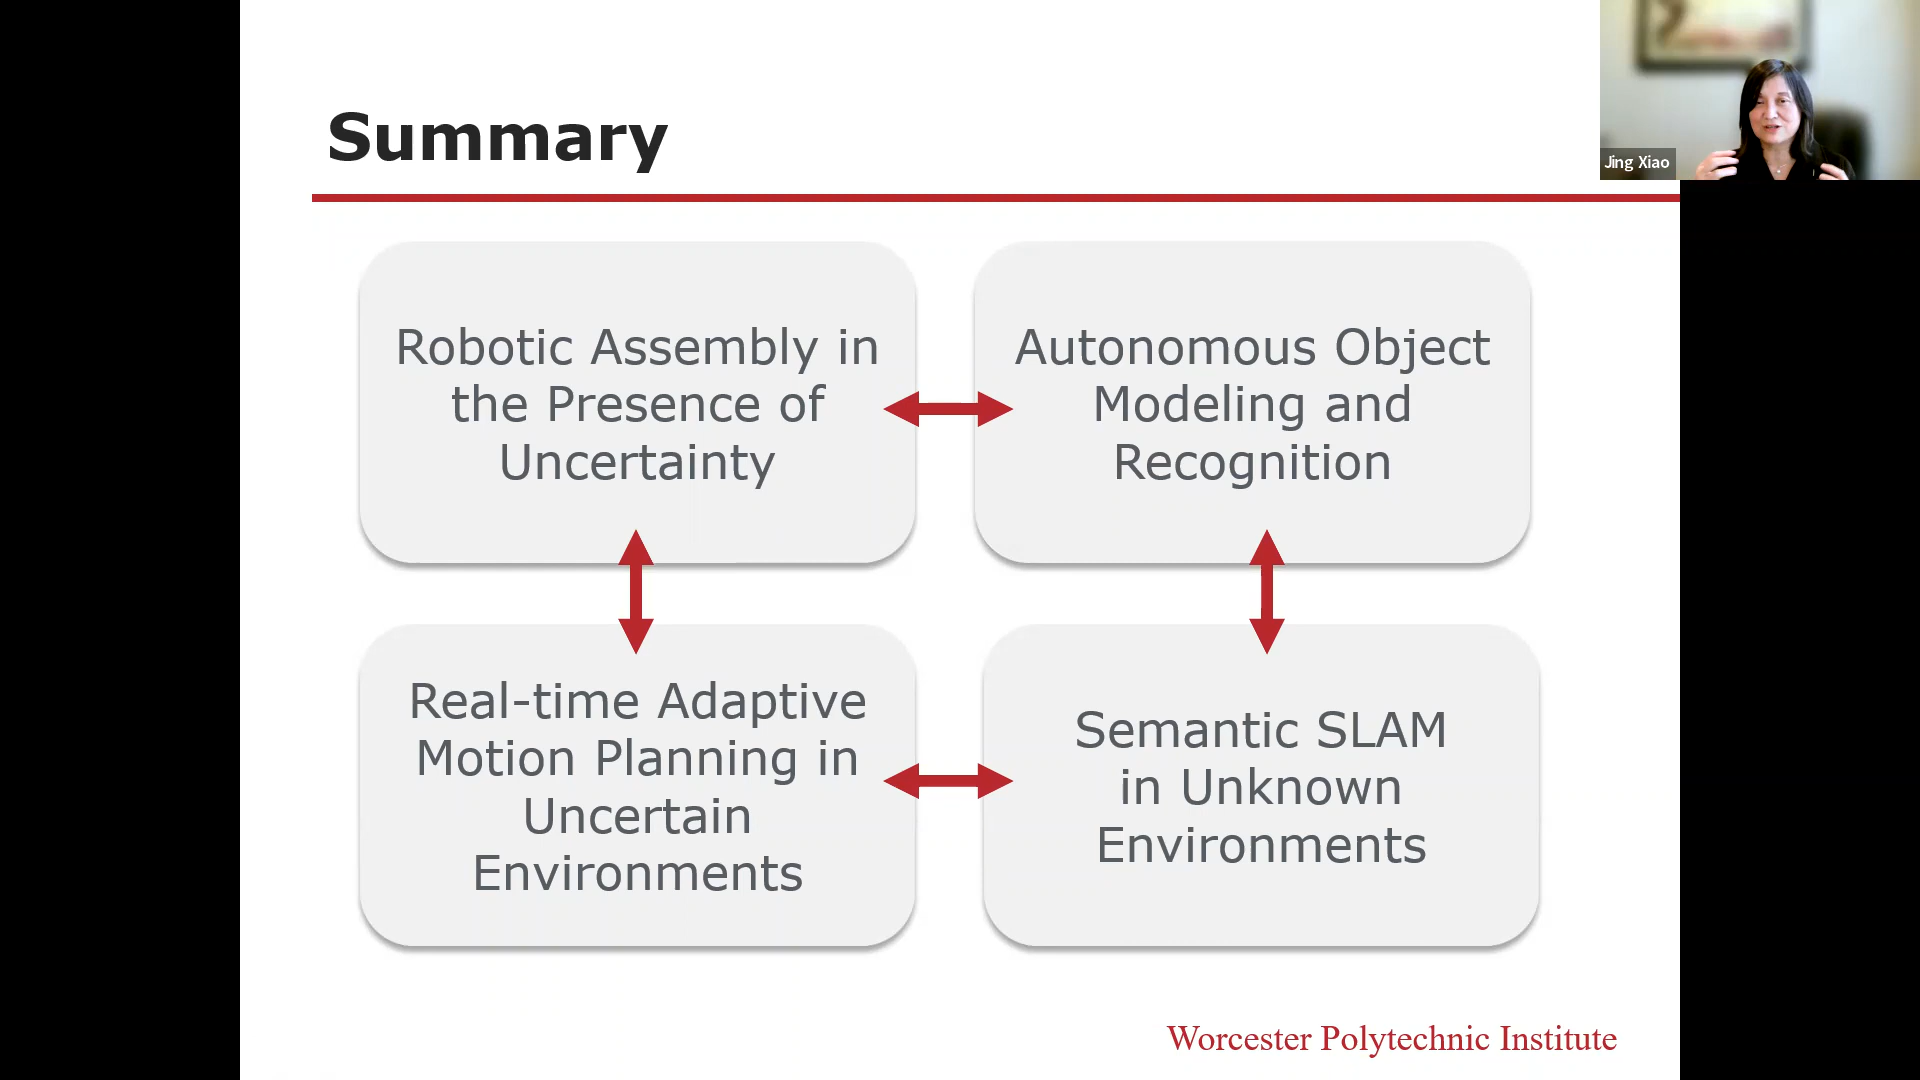 Summary
Jing Xiao
Robotic Assembly in
the Presence of
Uncertainty
Autonomous Object
Modeling and
Recognition
Real-time Adaptive
Motion Planning in
Uncertain
Environments
Semantic SLAM
in Unknown
Environments
Worcester Polytechnic Institute